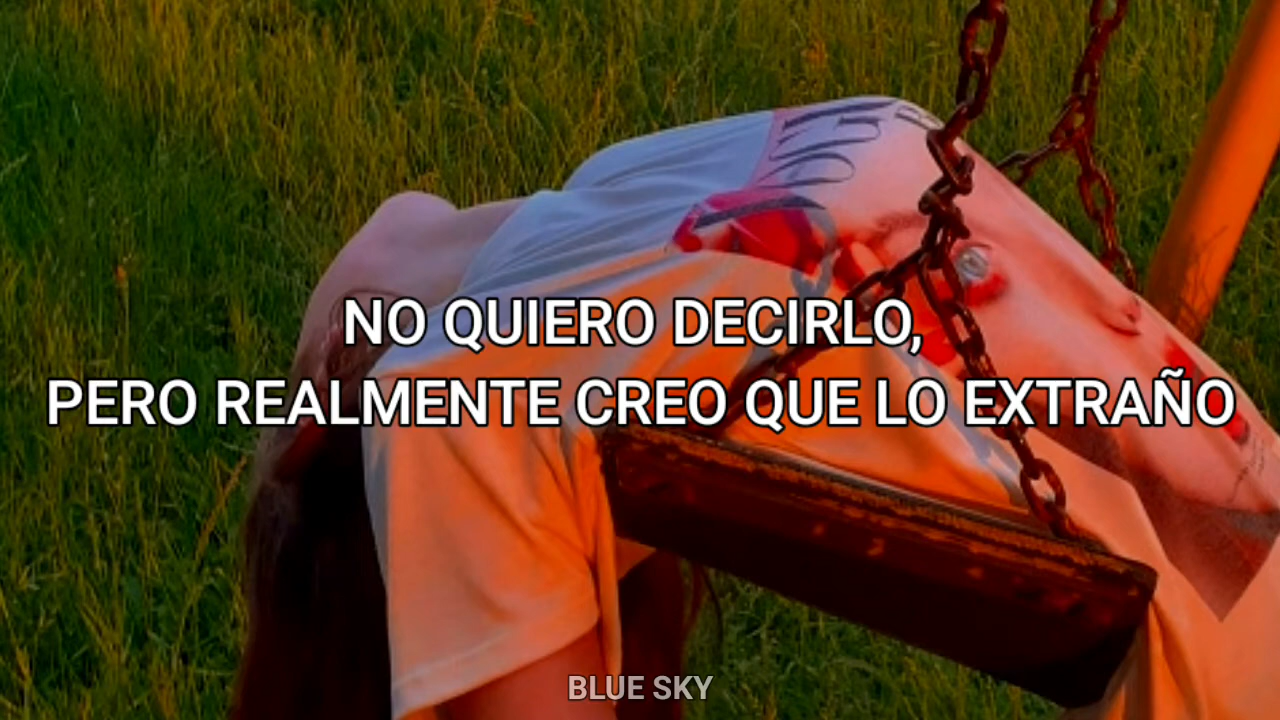 NO QUIERO DECIRLO,
PERO REALMENTE CREO QUE LO EXTRAÑO
BLUE SKY